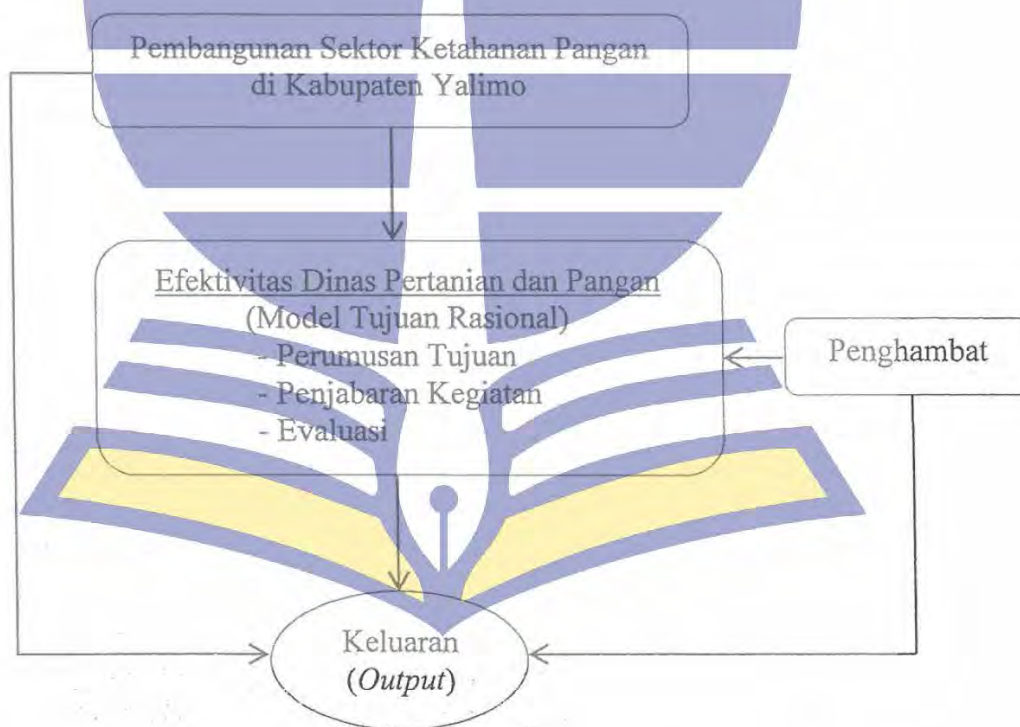 Pembangunan Sektor Ketahanan Pangan
di Kabupaten Yalimo
Efektivitas Dinas Pertanian dan Pangan
(Model Tujuan Rasional)
- Perumusan Tujuan
- Penjabaran Kegiatan
- Evaluasi
Penghambat
Keluaran
(Output)